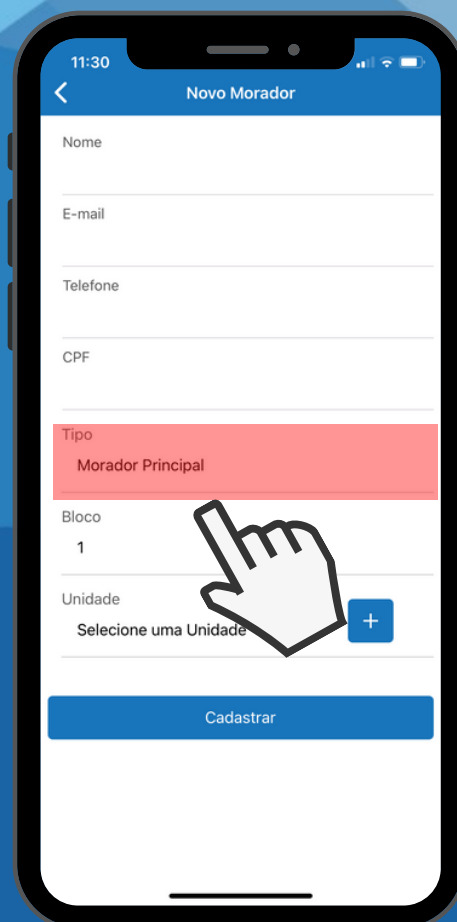 11:30
Novo Morador
Nome
E-mail
Telefone
CPF
Tipo
Morador Principal
Bloco
1
Unidade
Selecione uma Unidade
+
Cadastrar